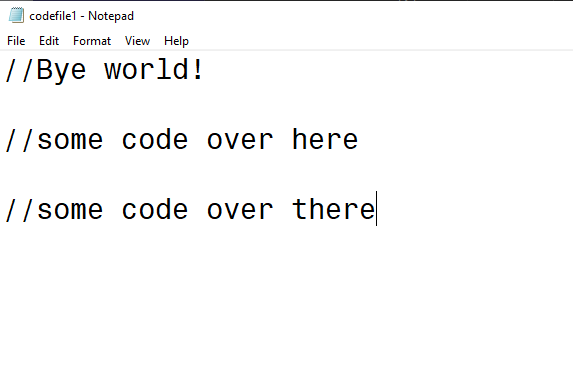 codefile1 - Notepad
File Edit Format View Help
//Bye world!
//some code over here
//some code over there